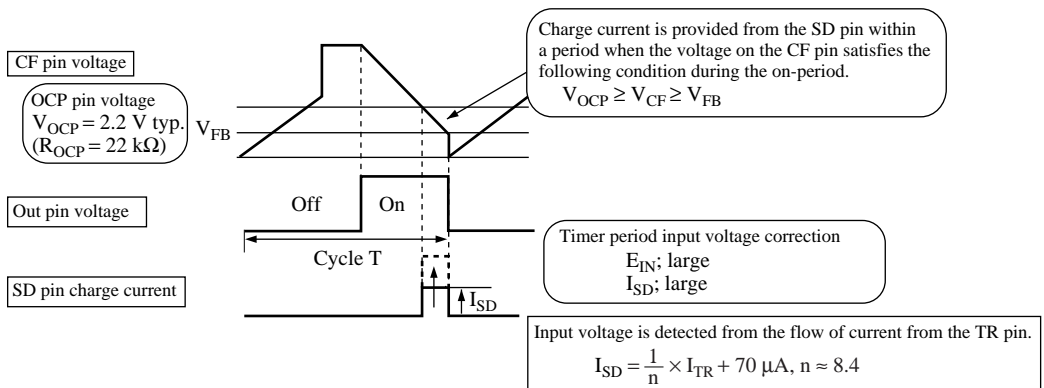 Charge current is provided from the SD pin within
a period when the voltage on the CF pin satisfies the
following condition during the on-period.
V_OCP ≥ V_CF ≥ V_FB
CF pin voltage
OCP pin voltage
V_OCP = 2.2 V typ.
(R_OCP = 22 kΩ)
V_FB
Out pin voltage
Off
On
Cycle T
Timer period input voltage correction
E_IN; large
I_SD; large
SD pin charge current
I_SD
Input voltage is detected from the flow of current from the TR pin.
I_SD = 1/n × I_TR + 70 μA, n ≈ 8.4